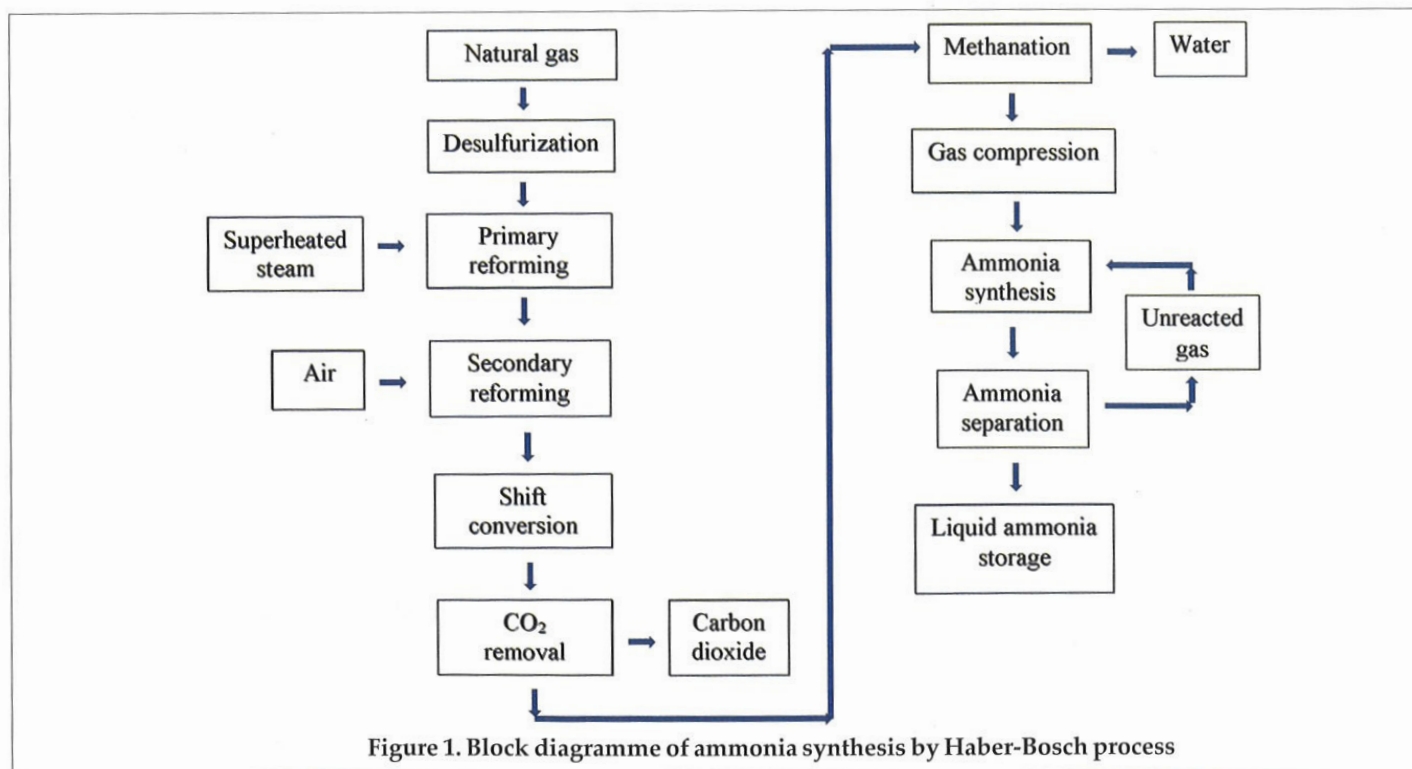 Natural gas
Desulfurization
Superheated
steam
Primary
reforming
Air
Secondary
reforming
Shift
conversion
CO₂
removal
Carbon
dioxide
Methanation
Water
Gas compression
Ammonia
synthesis
Unreacted
gas
Ammonia
separation
Liquid ammonia
storage
Figure 1. Block diagramme of ammonia synthesis by Haber-Bosch process